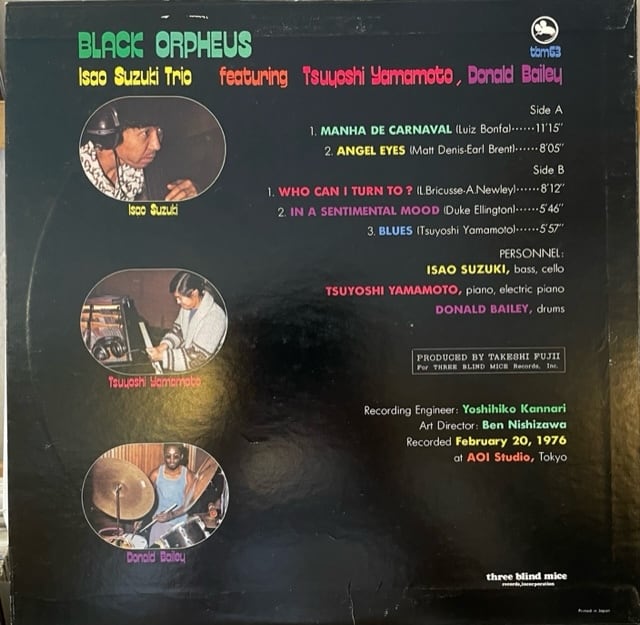 BLACK ORPHEUS
tbm63
Isao Suzuki Trio featuring Tsuyoshi Yamamoto, Donald Bailey
Side A
1. MANHA DE CARNAVAL (Luiz Bonfa)······11'15"
2. ANGEL EYES (Matt Denis-Earl Brent)······8'05"
Side B
1. WHO CAN I TURN TO? (L.Bricusse-A.Newley)······8'12"
2. IN A SENTIMENTAL MOOD (Duke Ellington)······5'46"
3. BLUES (Tsuyoshi Yamamoto)······5'57"
Isao Suzuki
PERSONNEL:
ISAO SUZUKI, bass, cello
TSUYOSHI YAMAMOTO, piano, electric piano
DONALD BAILEY, drums
Tsuyoshi Yamamoto
PRODUCED BY TAKESHI FUJII
For THREE BLIND MICE Records, Inc.
Recording Engineer: Yoshihiko Kannari
Art Director: Ben Nishizawa
Recorded February 20, 1976
at AOI Studio, Tokyo
Donald Bailey
three blind mice
records, incorporation
Printed in Japan